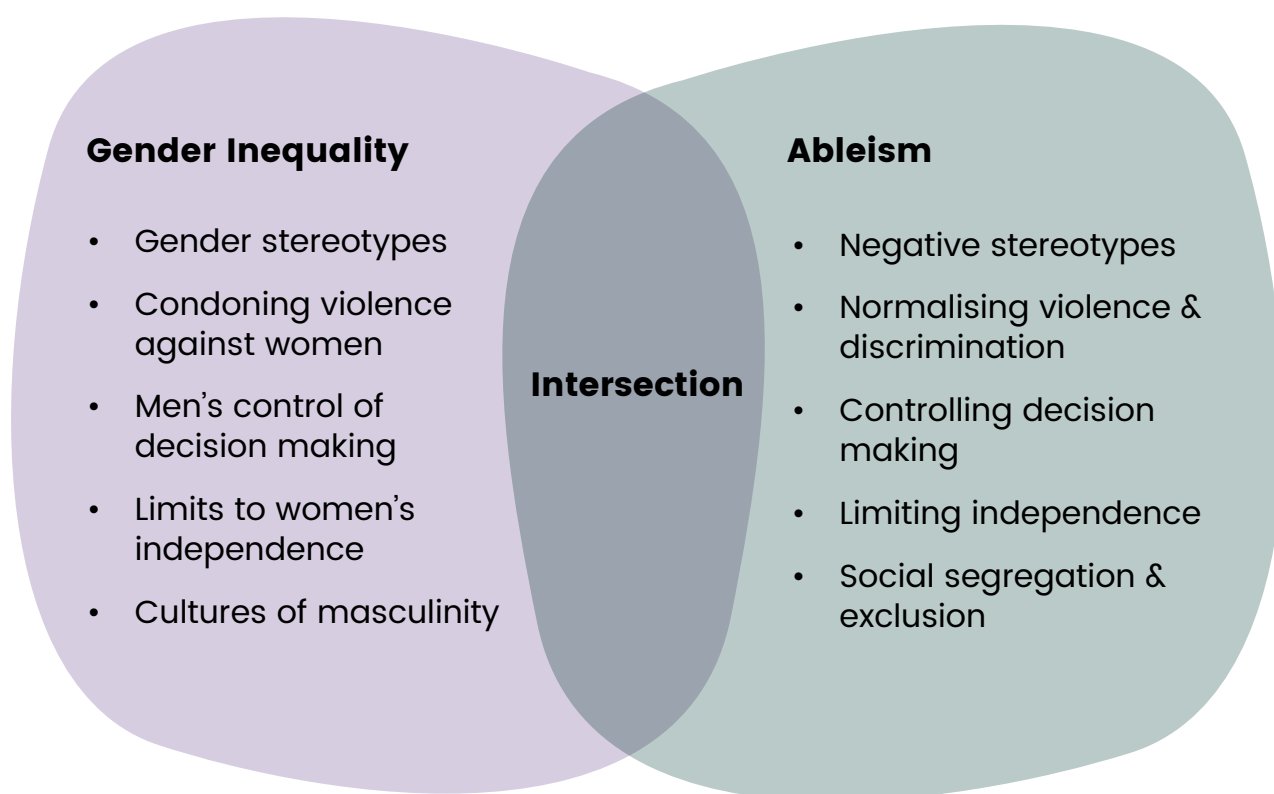 Gender Inequality
• Gender stereotypes
• Condoning violence
against women
• Men’s control of
decision making
• Limits to women’s
independence
• Cultures of masculinity
Intersection
Ableism
• Negative stereotypes
• Normalising violence &
discrimination
• Controlling decision
making
• Limiting independence
• Social segregation &
exclusion